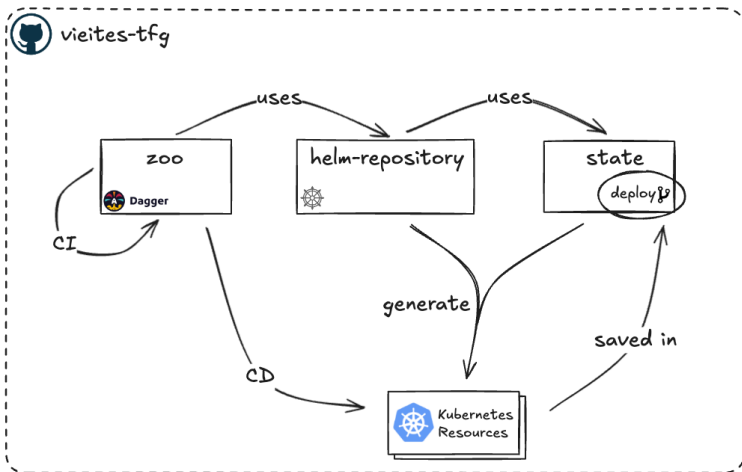 vieites-tfg
uses
uses
zoo
Dagger
helm-repository
state
deploy
CI
generate
saved in
CD
Kubernetes
Resources